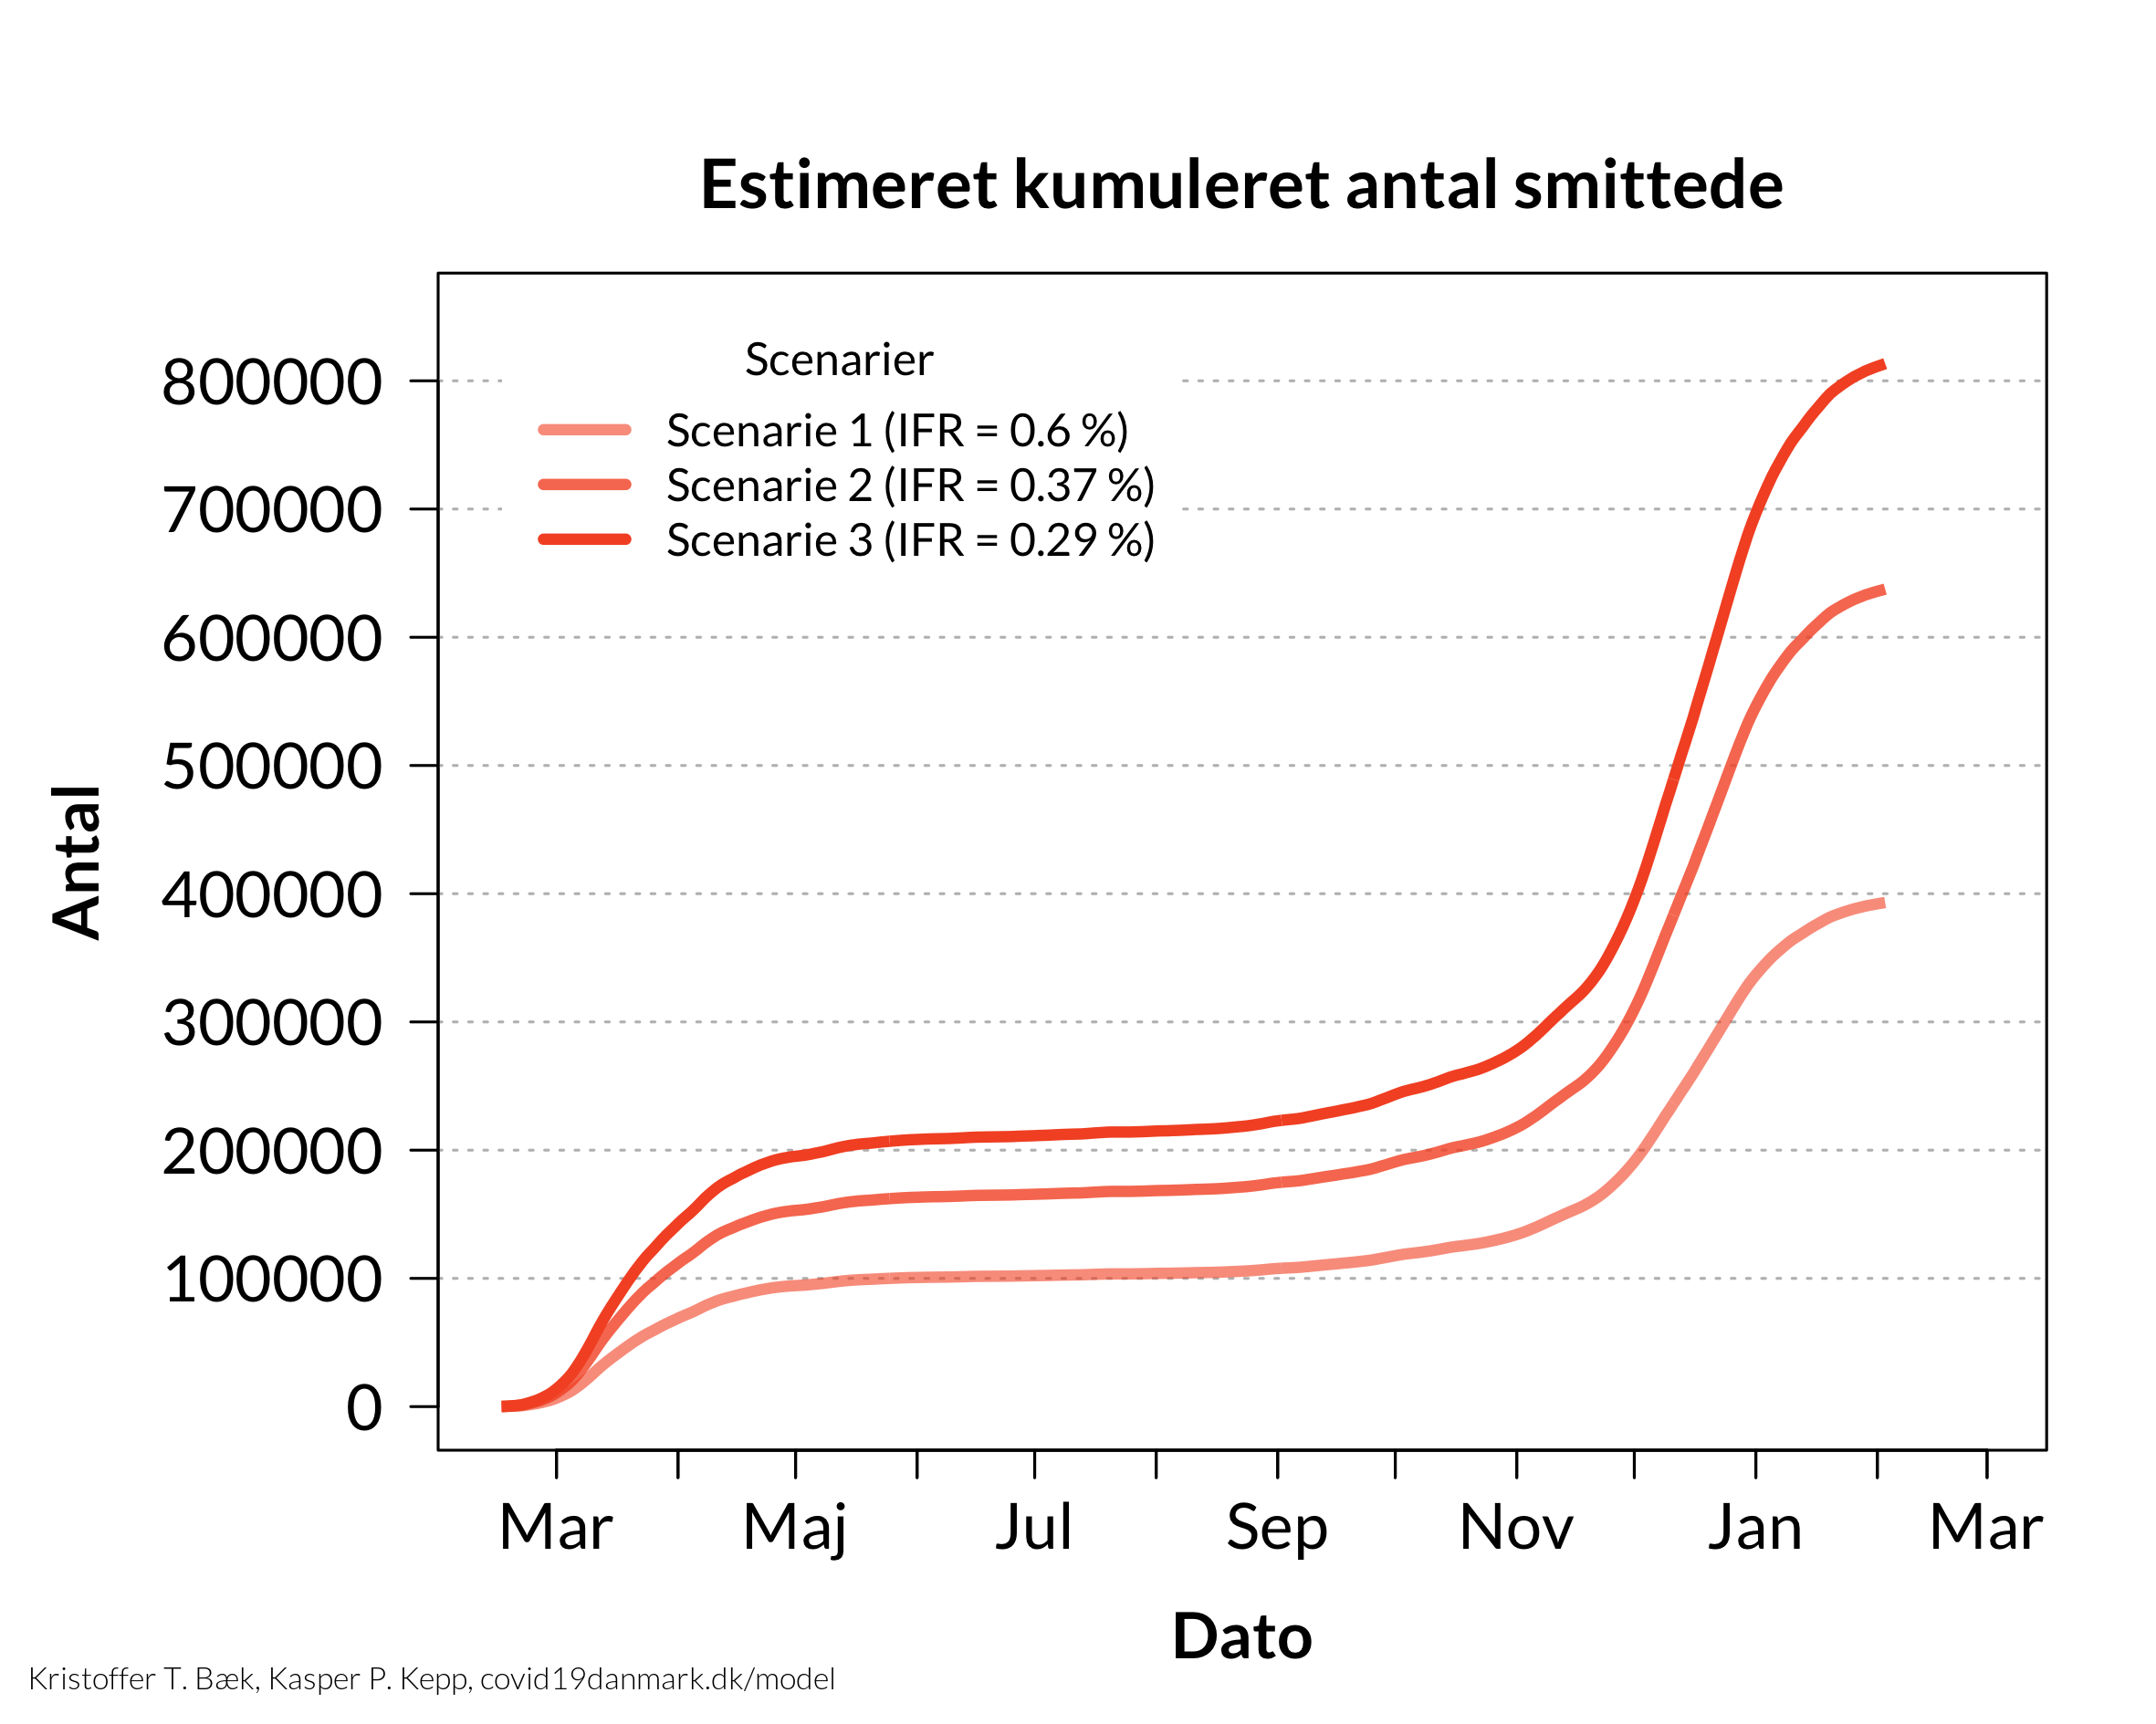 Estimeret kumuleret antal smittede
Scenarier
Scenarie 1 (IFR = 0.6 %)
Scenarie 2 (IFR = 0.37 %)
Scenarie 3 (IFR = 0.29 %)
Antal
800000
700000
600000
500000
400000
300000
200000
100000
0
Mar Maj Jul Sep Nov Jan Mar
Dato
Kristoffer T. Bæk, Kasper P. Kepp, covid19danmark.dk/model